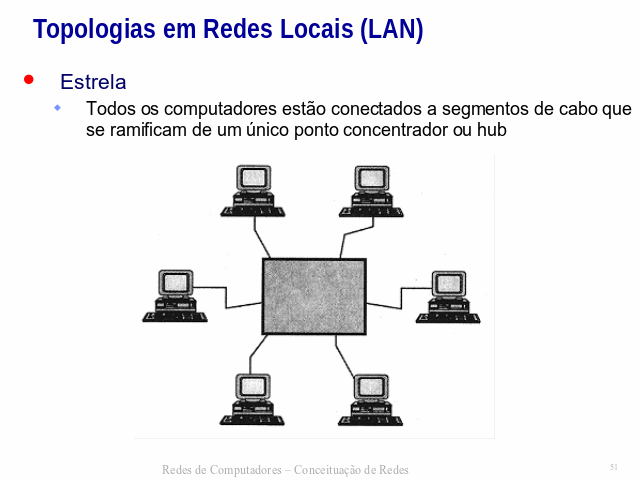 Topologias em Redes Locais (LAN)
Estrela
Todos os computadores estão conectados a segmentos de cabo que
se ramificam de um único ponto concentrador ou hub
Redes de Computadores – Conceituação de Redes
51